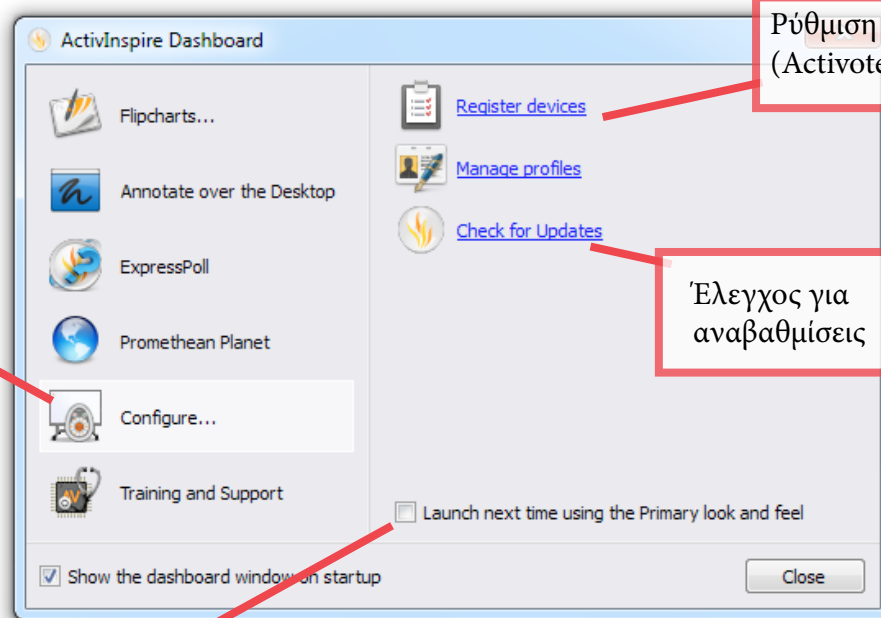 ActivInspire Dashboard
Ρύθμιση
(Activote
Flipcharts...
Annotate over the Desktop
ExpressPoll
Promethean Planet
Configure...
Training and Support
Register devices
Manage profiles
Check for Updates
Έλεγχος για
αναβαθμίσεις
Launch next time using the Primary look and feel
Show the dashboard window on startup
Close